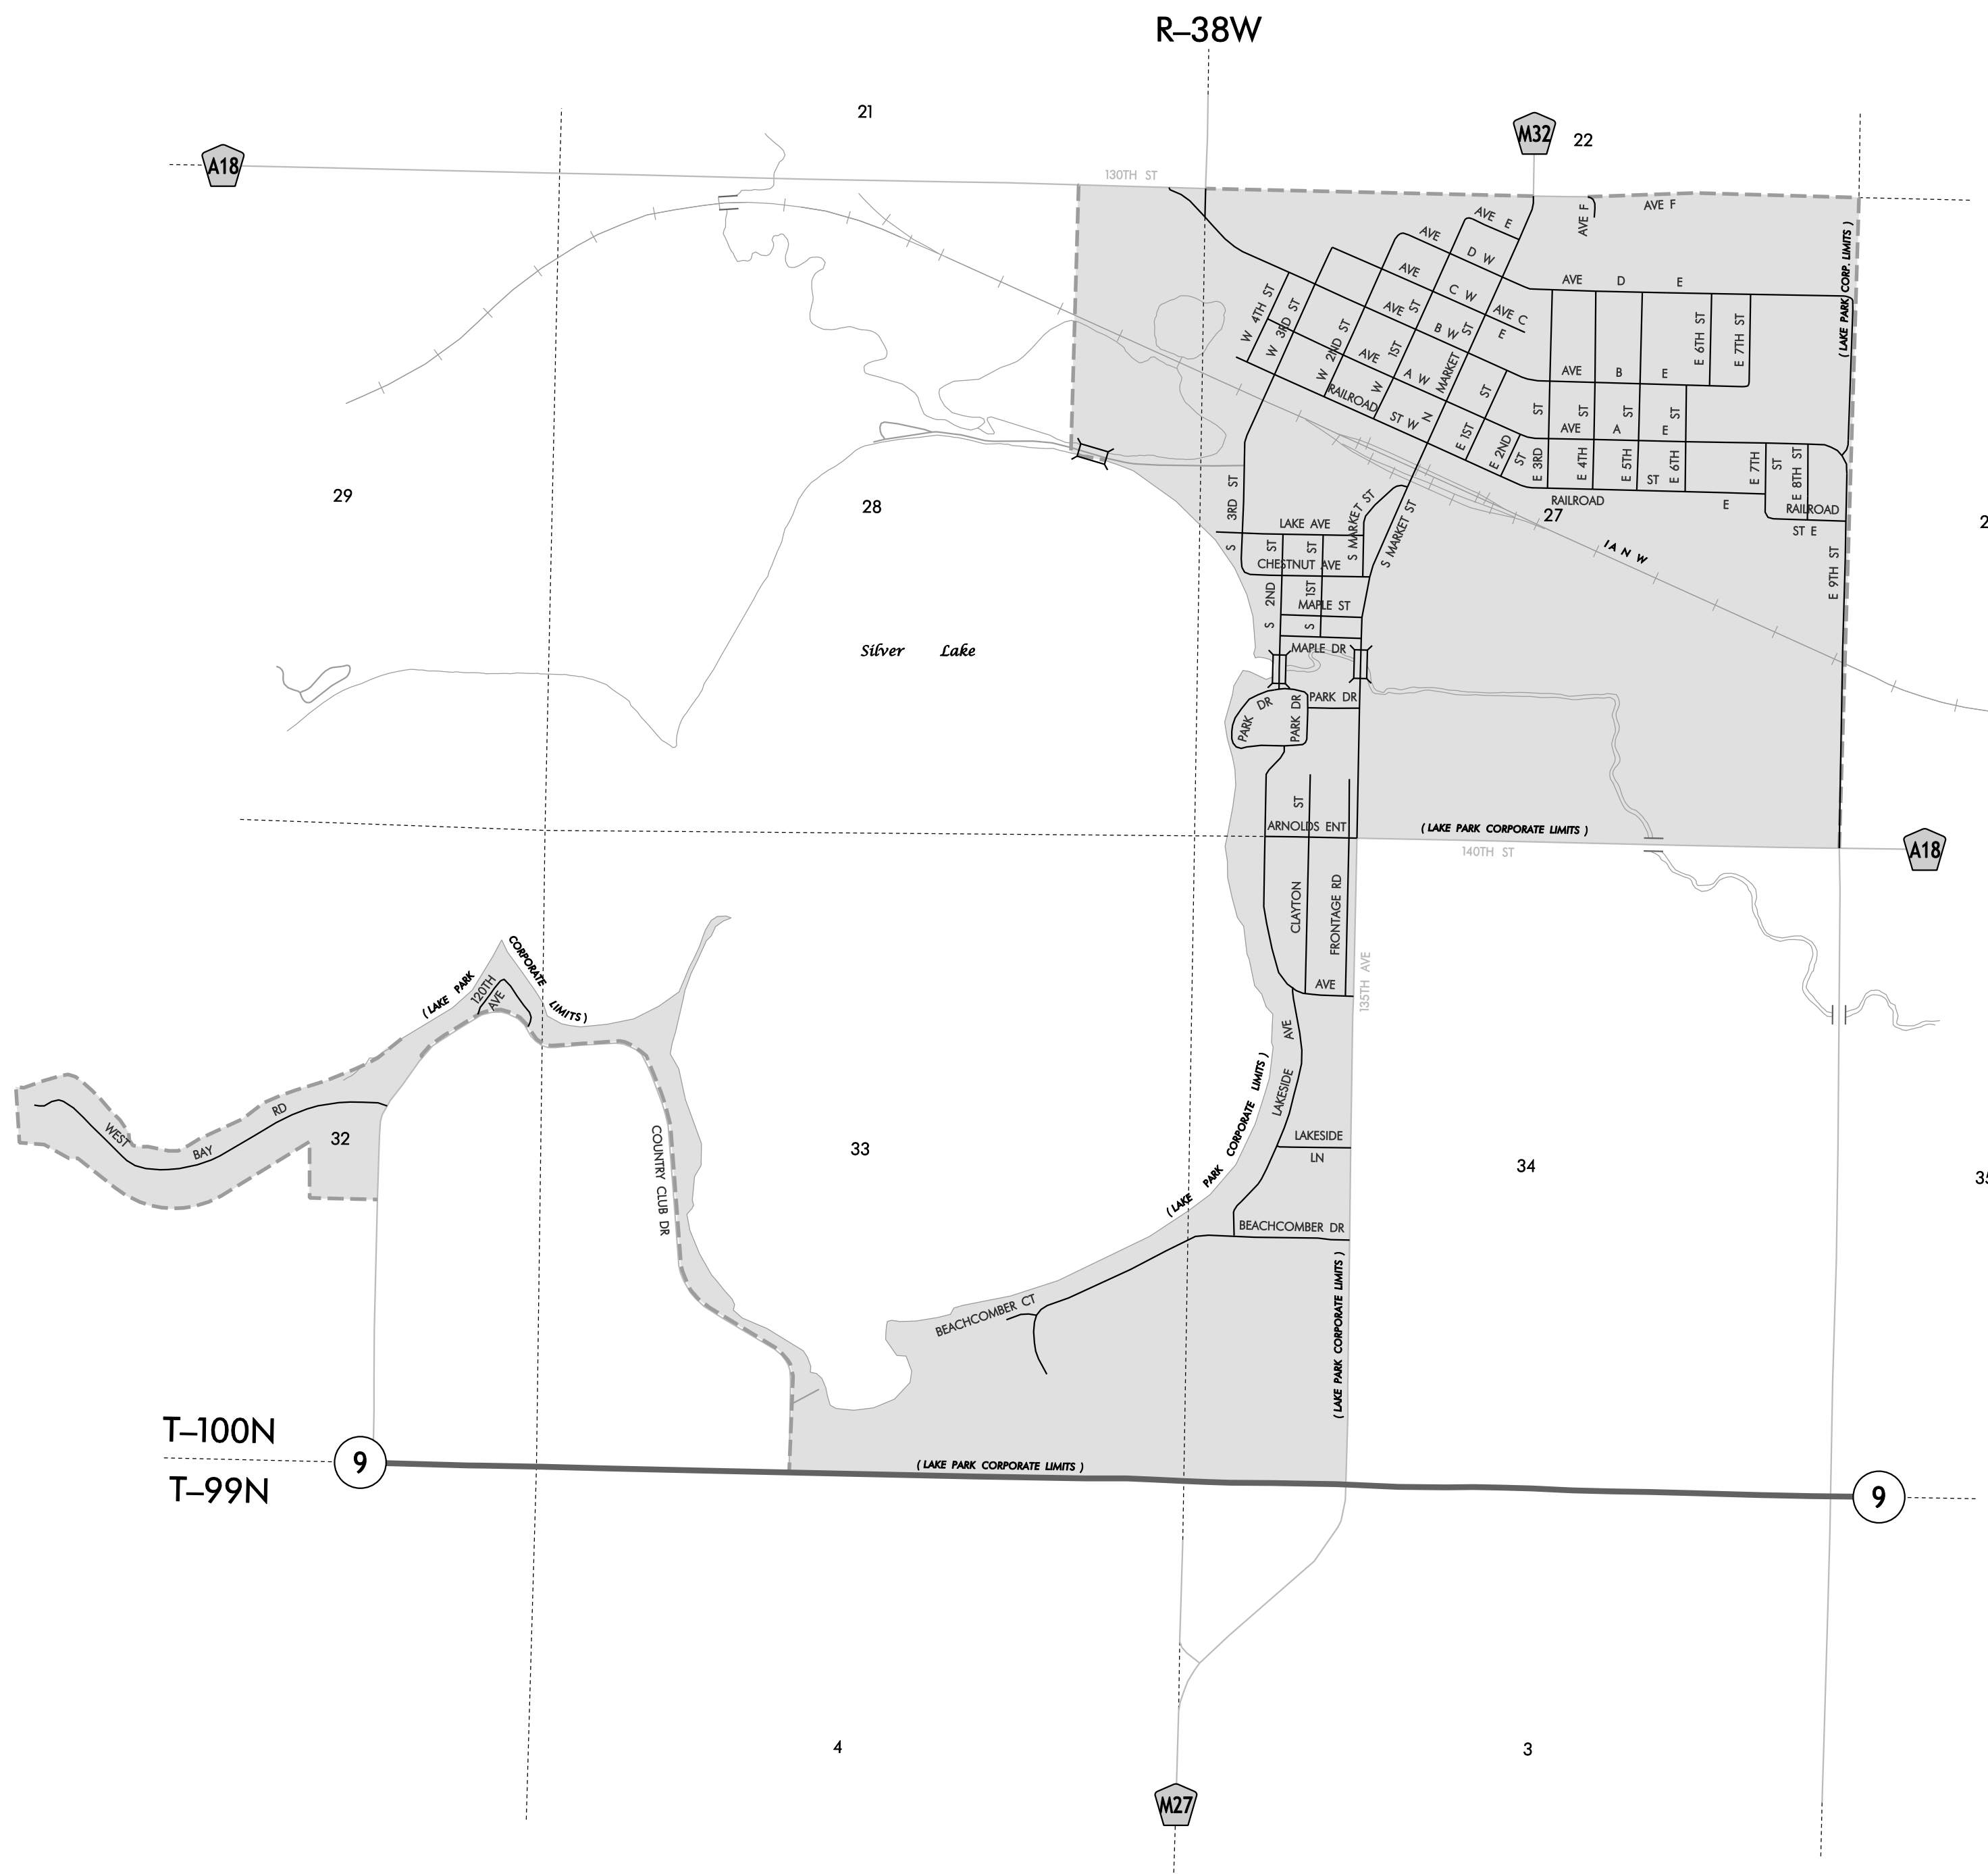 R–38W
21
22
M32
A18
130TH ST
AVE F
AVE F
( LAKE PARK CORP. LIMITS )
AVE E
AVE D W
AVE C W
AVE C E
AVE B W
AVE A W
RAILROAD ST W
W 4TH ST
W 3RD ST
W 2ND ST
W 1ST ST
N MARKET ST
E 1ST ST
E 2ND ST
E 3RD ST
E 4TH ST
E 5TH ST
E 6TH ST
E 7TH ST
E 8TH ST
E 6TH ST
E 7TH ST
E 9TH ST
AVE D E
AVE B E
AVE A E
RAILROAD ST E
RAILROAD ST E
27
IANW
29
28
S 3RD ST
LAKE AVE
S MARKET ST
S MARKET ST
CHESTNUT AVE
S 2ND ST
S 1ST ST
MAPLE ST
MAPLE DR
Silver Lake
PARK DR
PARK DR
PARK DR
ARNOLDS ENT
( LAKE PARK CORPORATE LIMITS )
140TH ST
A18
CLAYTON ST
FRONTAGE RD
135TH AVE
AVE
LAKESIDE AVE
( LAKE PARK CORPORATE LIMITS )
120TH AVE
( LAKE PARK CORPORATE LIMITS )
WEST BAY RD
32
COUNTRY CLUB DR
33
34
35
LAKESIDE LN
BEACHCOMBER DR
BEACHCOMBER CT
( LAKE PARK CORPORATE LIMITS )
T–100N
T–99N
9
( LAKE PARK CORPORATE LIMITS )
9
4
3
M27